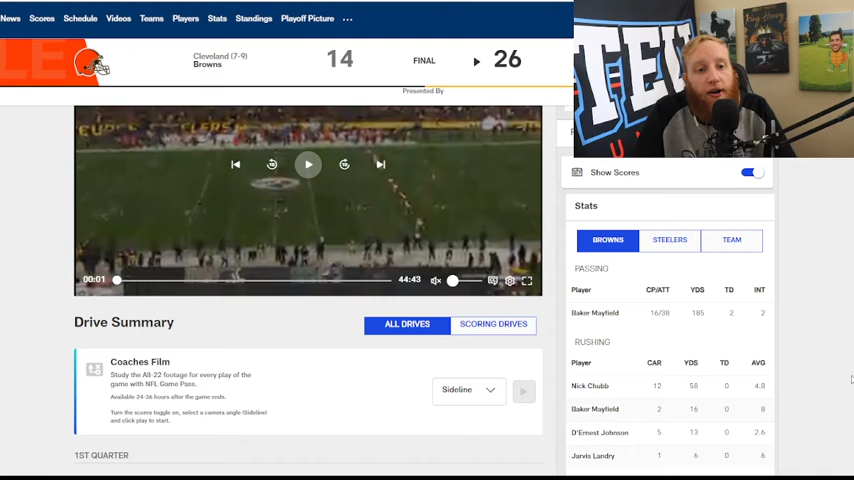 News Scores Schedule Videos Teams Players Stats Standings Playoff Picture ...
Cleveland (7-9)
Browns
14
FINAL
26
Presented By
00:01
44:43
Drive Summary
ALL DRIVES
SCORING DRIVES
Coaches Film
Study the All-22 footage for every play of the
game with NFL Game Pass.
Available 24-36 hours after the game ends.
Turn the scores toggle on, select a camera angle (Sideline)
and click play to start.
Sideline
1ST QUARTER
Show Scores
Stats
BROWNS STEELERS TEAM
PASSING
Player CP/ATT YDS TD INT
Baker Mayfield 16/38 185 2 2
RUSHING
Player CAR YDS TD AVG
Nick Chubb 12 58 0 4.8
Baker Mayfield 2 16 0 8
D'Ernest Johnson 5 13 0 2.6
Jarvis Landry 1 6 0 6